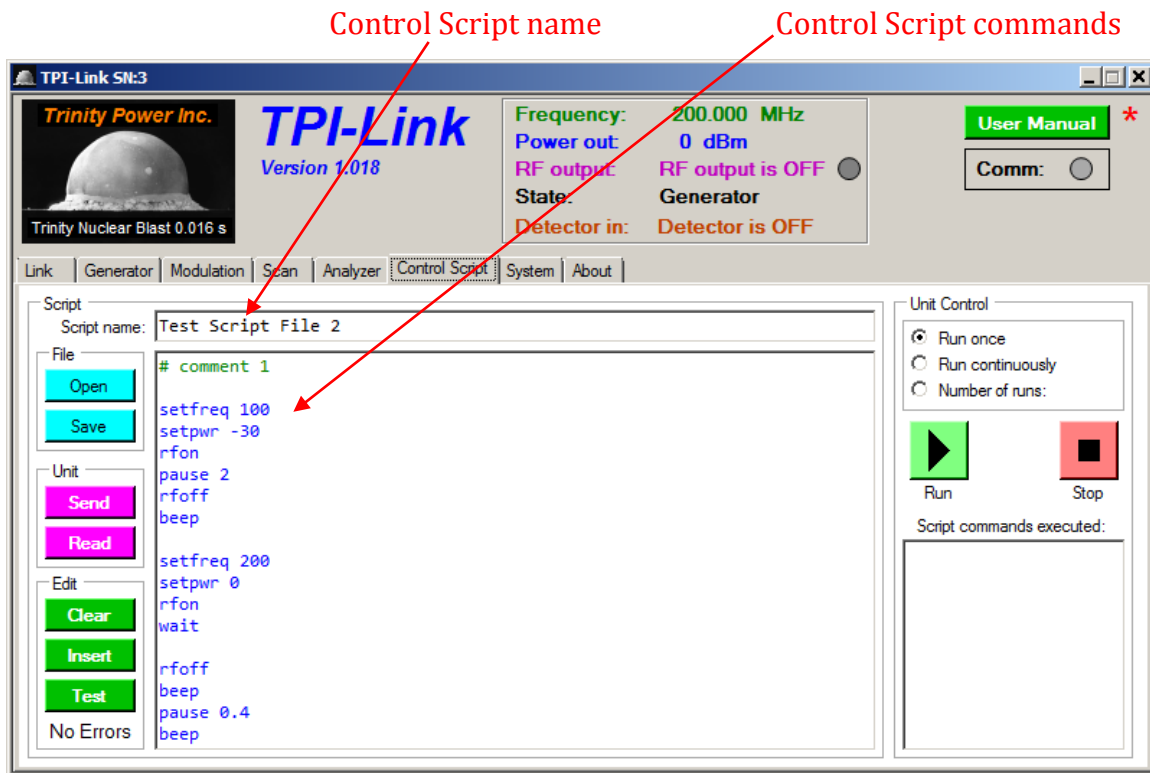 Control Script name
Control Script commands
TPI-Link SN:3
Trinity Power Inc.
Trinity Nuclear Blast 0.016 s
TPI-Link
Version 1.018
Frequency: 200.000 MHz
Power out: 0 dBm
RF output: RF output is OFF
State: Generator
Detector in: Detector is OFF
User Manual *
Comm:
Link Generator Modulation Scan Analyzer Control Script System About
Script
Script name: Test Script File 2
File
Open
Save
Unit
Send
Read
Edit
Clear
Insert
Test
No Errors
# comment 1
setfreq 100
setpwr -30
rfon
pause 2
rfoff
beep
setfreq 200
setpwr 0
rfon
wait
rfoff
beep
pause 0.4
beep
Unit Control
Run once
Run continuously
Number of runs:
Run Stop
Script commands executed: